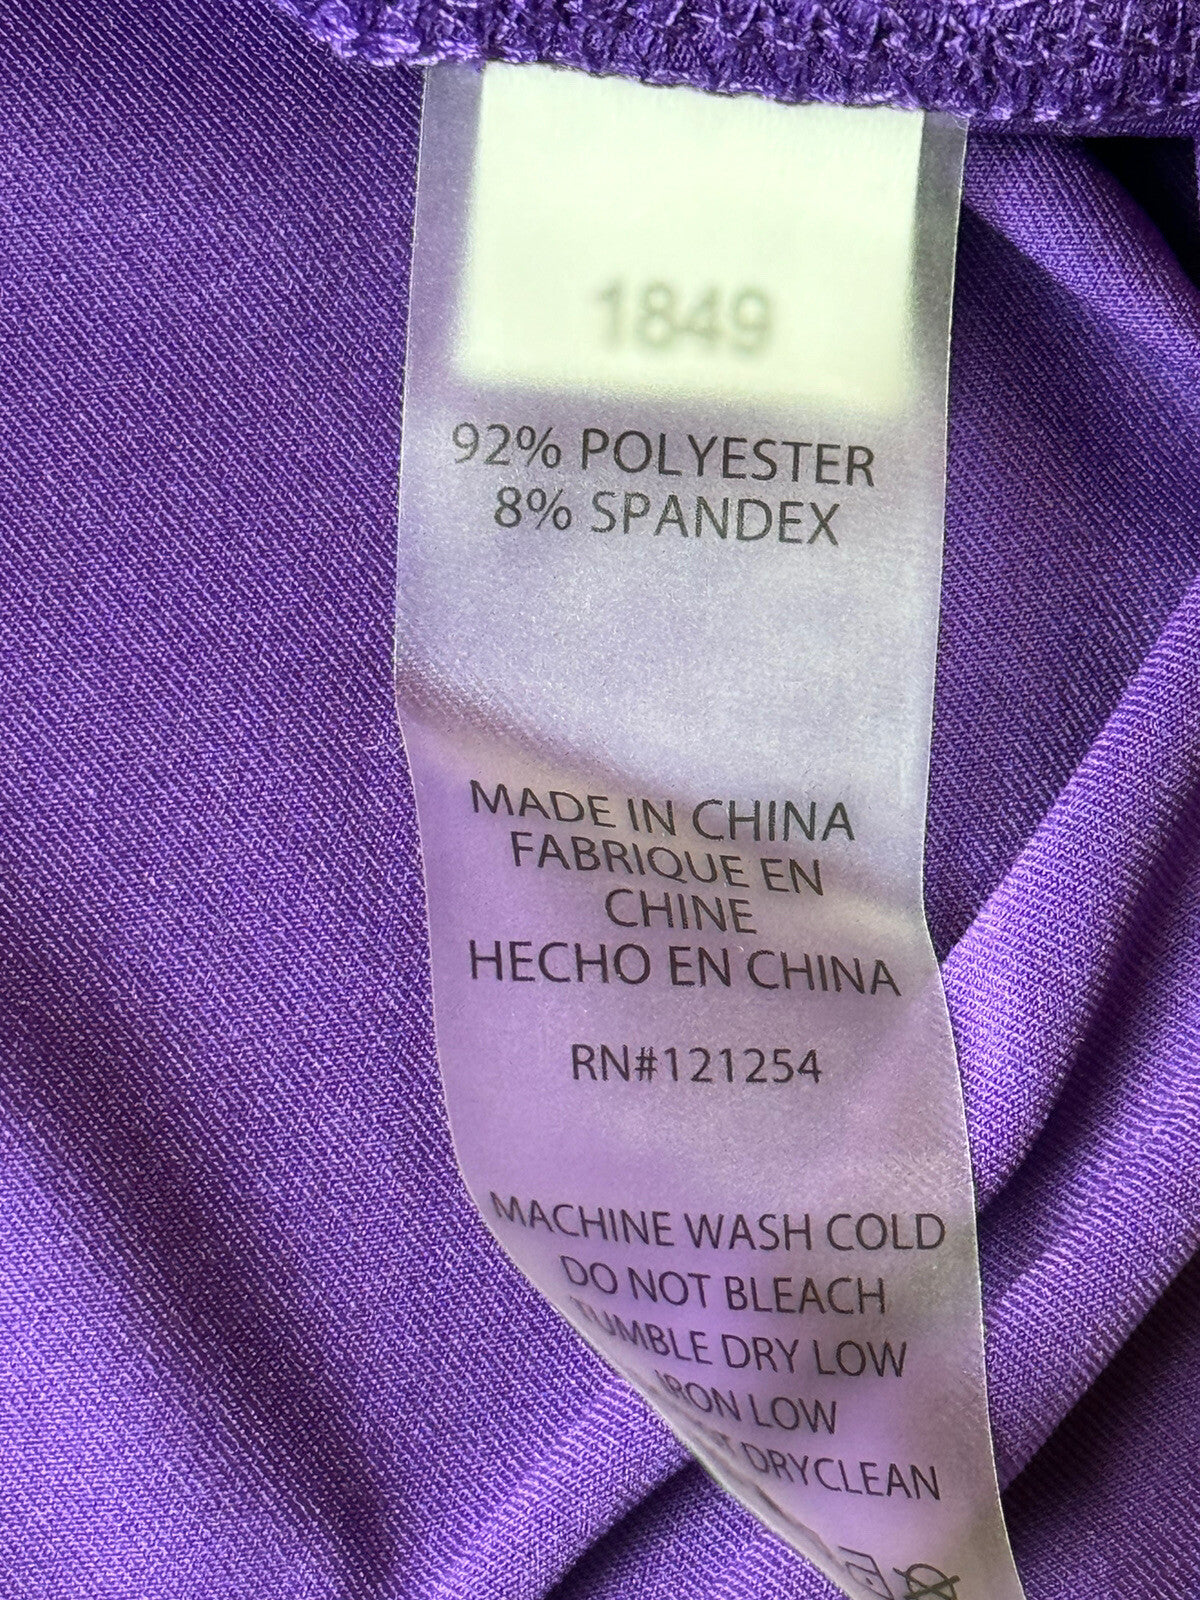 1849
92% POLYESTER
8% SPANDEX
MADE IN CHINA
FABRIQUE EN
CHINE
HECHO EN CHINA
RN#121254
MACHINE WASH COLD
DO NOT BLEACH
TUMBLE DRY LOW
IRON LOW
DRYCLEAN